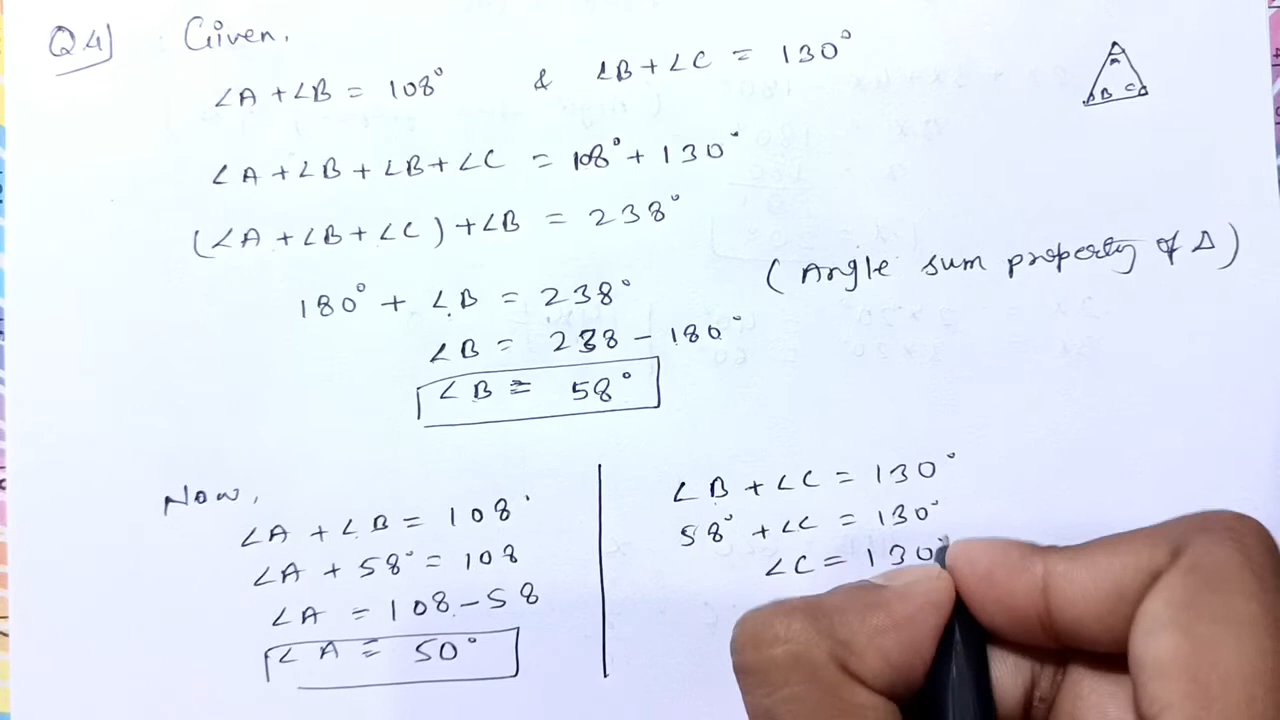 Q4) Given,
∠A + ∠B = 108° & ∠B + ∠C = 130°
∠A + ∠B + ∠B + ∠C = 108° + 130°
(∠A + ∠B + ∠C) + ∠B = 238°
180° + ∠B = 238° (Angle sum property of Δ)
∠B = 238 - 180°
∠B = 58°
Now,
∠A + ∠B = 108°
∠A + 58° = 108
∠A = 108 - 58
∠A = 50°
∠B + ∠C = 130°
58° + ∠C = 130°
∠C = 130°
A
B C